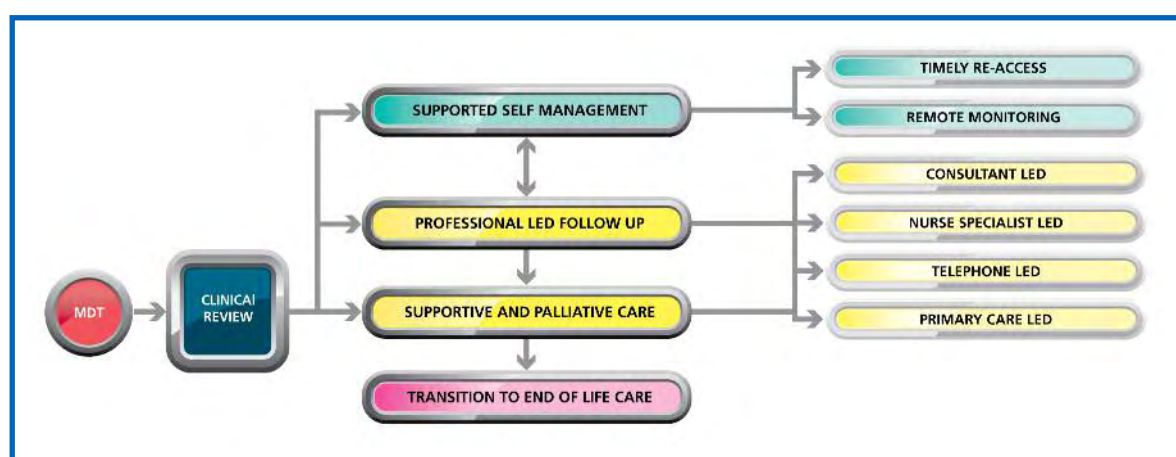 MDT
CLINICAL
REVIEW
SUPPORTED SELF MANAGEMENT
PROFESSIONAL LED FOLLOW UP
SUPPORTIVE AND PALLIATIVE CARE
TRANSITION TO END OF LIFE CARE
TIMELY RE-ACCESS
REMOTE MONITORING
CONSULTANT LED
NURSE SPECIALIST LED
TELEPHONE LED
PRIMARY CARE LED